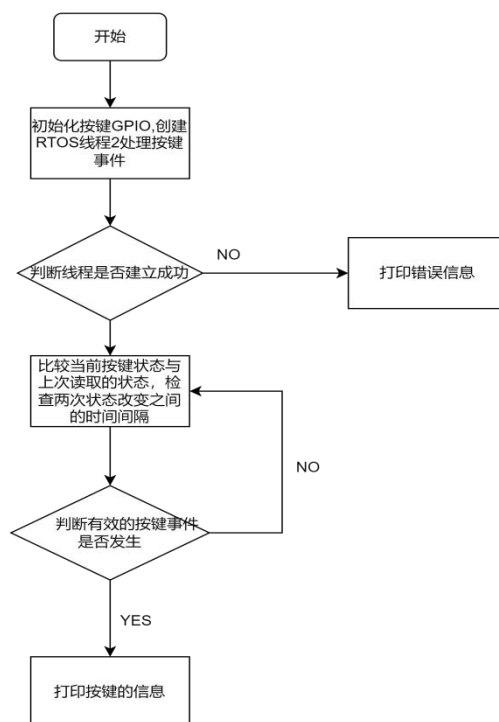 开始
初始化按键GPIO,创建
RTOS线程2处理按键
事件
判断线程是否建立成功
NO
打印错误信息
比较当前按键状态与
上次读取的状态，检
查两次状态改变之间
的时间间隔
NO
判断有效的按键事件
是否发生
YES
打印按键的信息